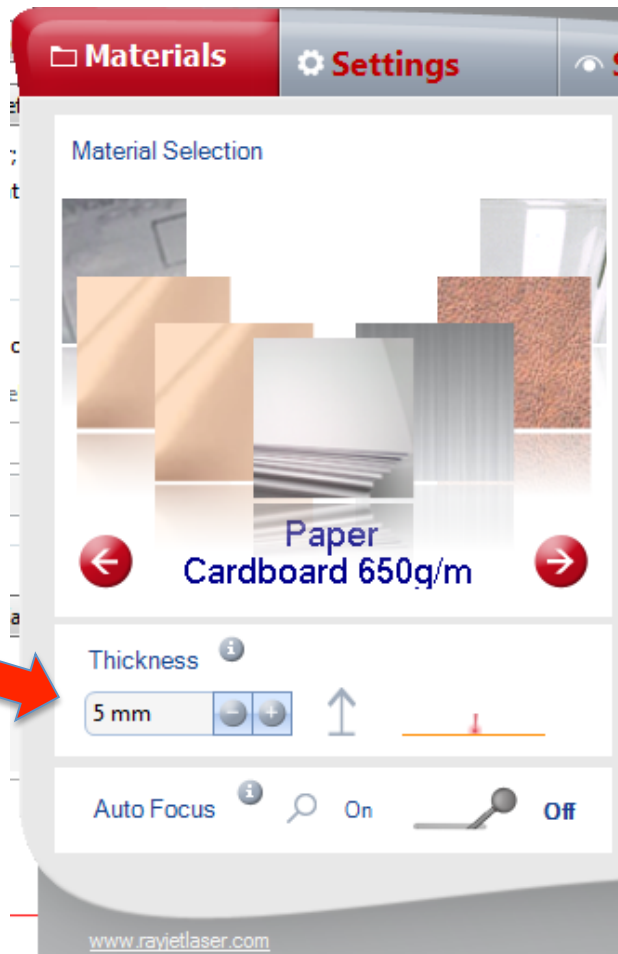 Materials
Settings
Material Selection
Paper
Cardboard 650g/m
Thickness
5 mm
Auto Focus
On
Off
www.rayjetlaser.com